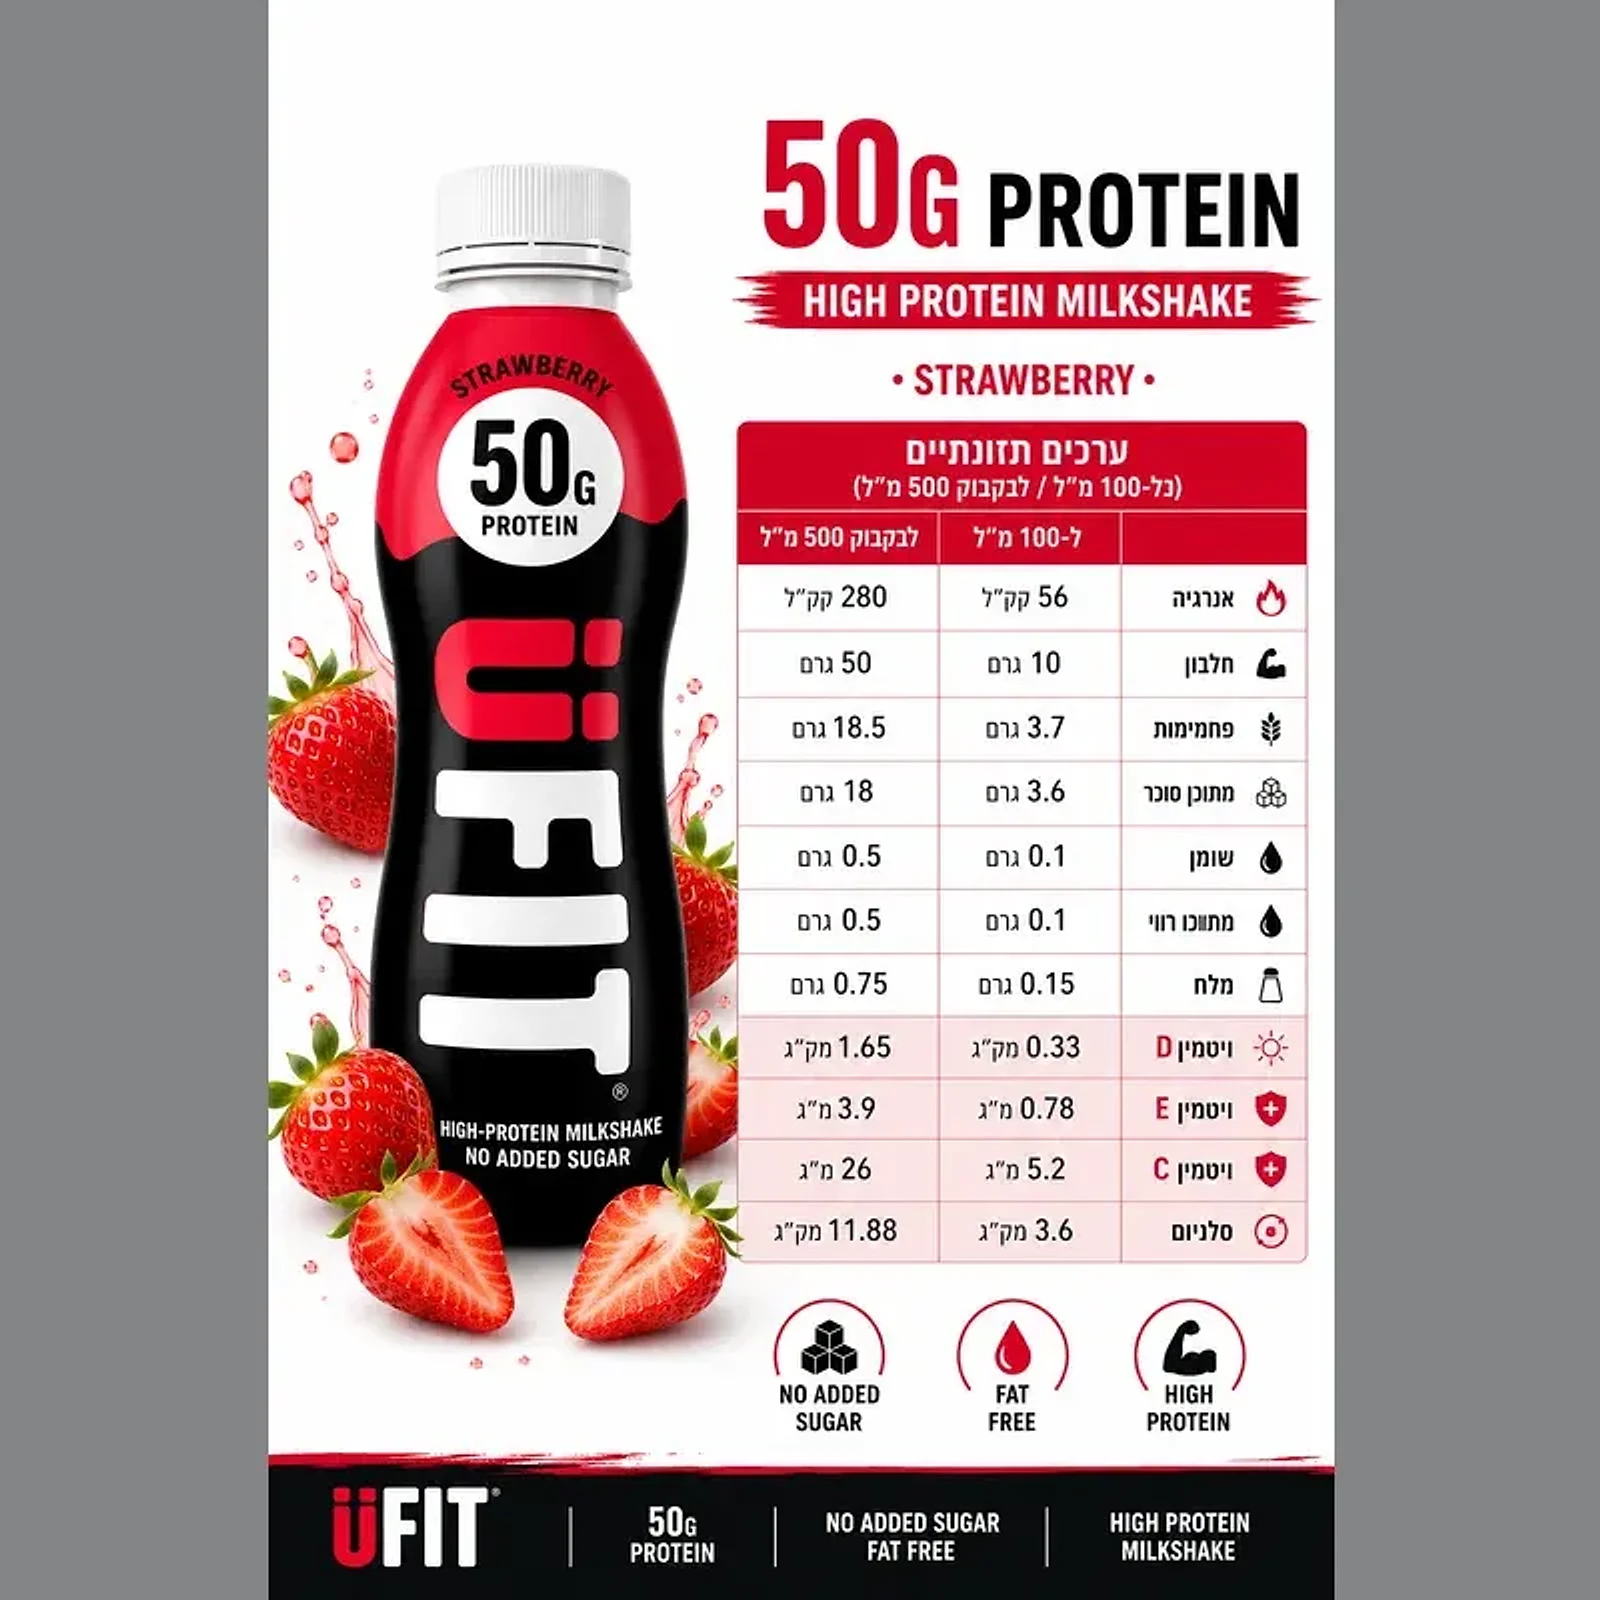 50G PROTEIN
HIGH PROTEIN MILKSHAKE
• STRAWBERRY •
STRAWBERRY
50G
PROTEIN
üFIT®
HIGH-PROTEIN MILKSHAKE
NO ADDED SUGAR
ערכים תזונתיים
(נל-100 מ״ל / לבקבוק 500 מ״ל)
ל-100 מ״ל לבקבוק 500 מ״ל
אנרגיה 56 קק״ל 280 קק״ל
חלבון 10 גרם 50 גרם
פחמימות 3.7 גרם 18.5 גרם
מתוכן סוכר 3.6 גרם 18 גרם
שומן 0.1 גרם 0.5 גרם
מתווכו רווי 0.1 גרם 0.5 גרם
מלח 0.15 גרם 0.75 גרם
ויטמין D 0.33 מק״ג 1.65 מק״ג
ויטמין E 0.78 מ״ג 3.9 מ״ג
ויטמין C 5.2 מ״ג 26 מ״ג
סלניום 3.6 מק״ג 11.88 מק״ג
NO ADDED
SUGAR
FAT
FREE
HIGH
PROTEIN
üFIT®
50G
PROTEIN
NO ADDED SUGAR
FAT FREE
HIGH PROTEIN
MILKSHAKE